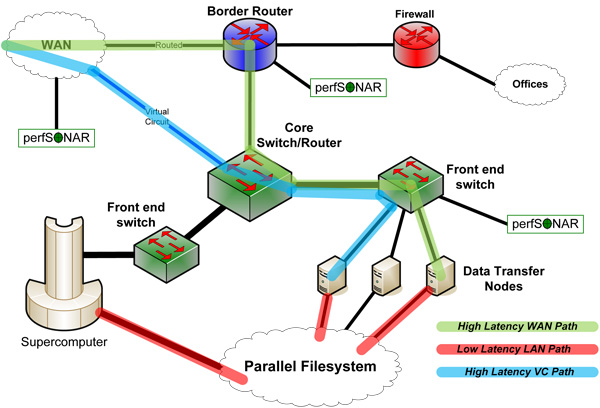 Border Router
Firewall
WAN
Routed
Offices
perfSONAR
perfSONAR
Virtual
Circuit
Core
Switch/Router
Front end
switch
Front end
switch
perfSONAR
Data Transfer
Nodes
Supercomputer
Parallel Filesystem
High Latency WAN Path
Low Latency LAN Path
High Latency VC Path